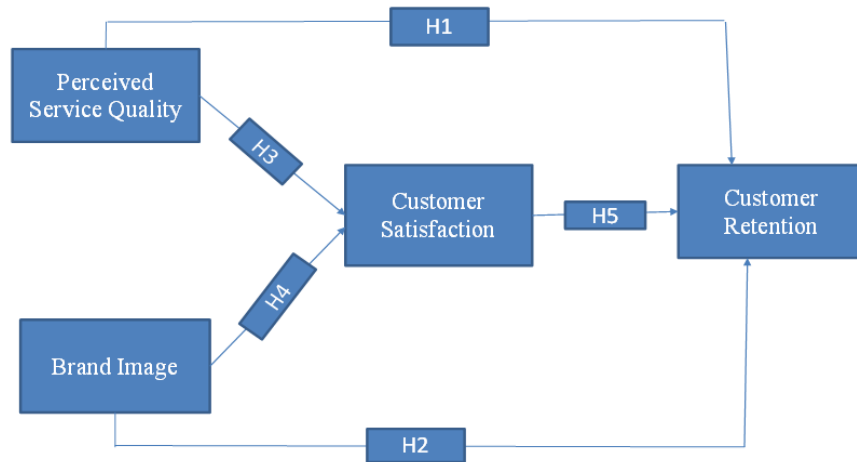 H1
Perceived
Service Quality
H3
Customer
Satisfaction
H5
Customer
Retention
H4
Brand Image
H2